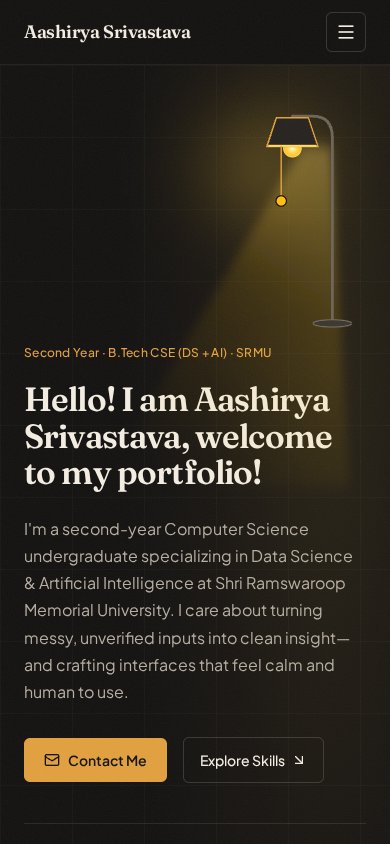 Aashirya Srivastava
Second Year · B.Tech CSE (DS + AI) · SRMU
Hello! I am Aashirya
Srivastava, welcome
to my portfolio!
I'm a second-year Computer Science
undergraduate specializing in Data Science
& Artificial Intelligence at Shri Ramswaroop
Memorial University. I care about turning
messy, unverified inputs into clean insight—
and crafting interfaces that feel calm and
human to use.
Contact Me
Explore Skills